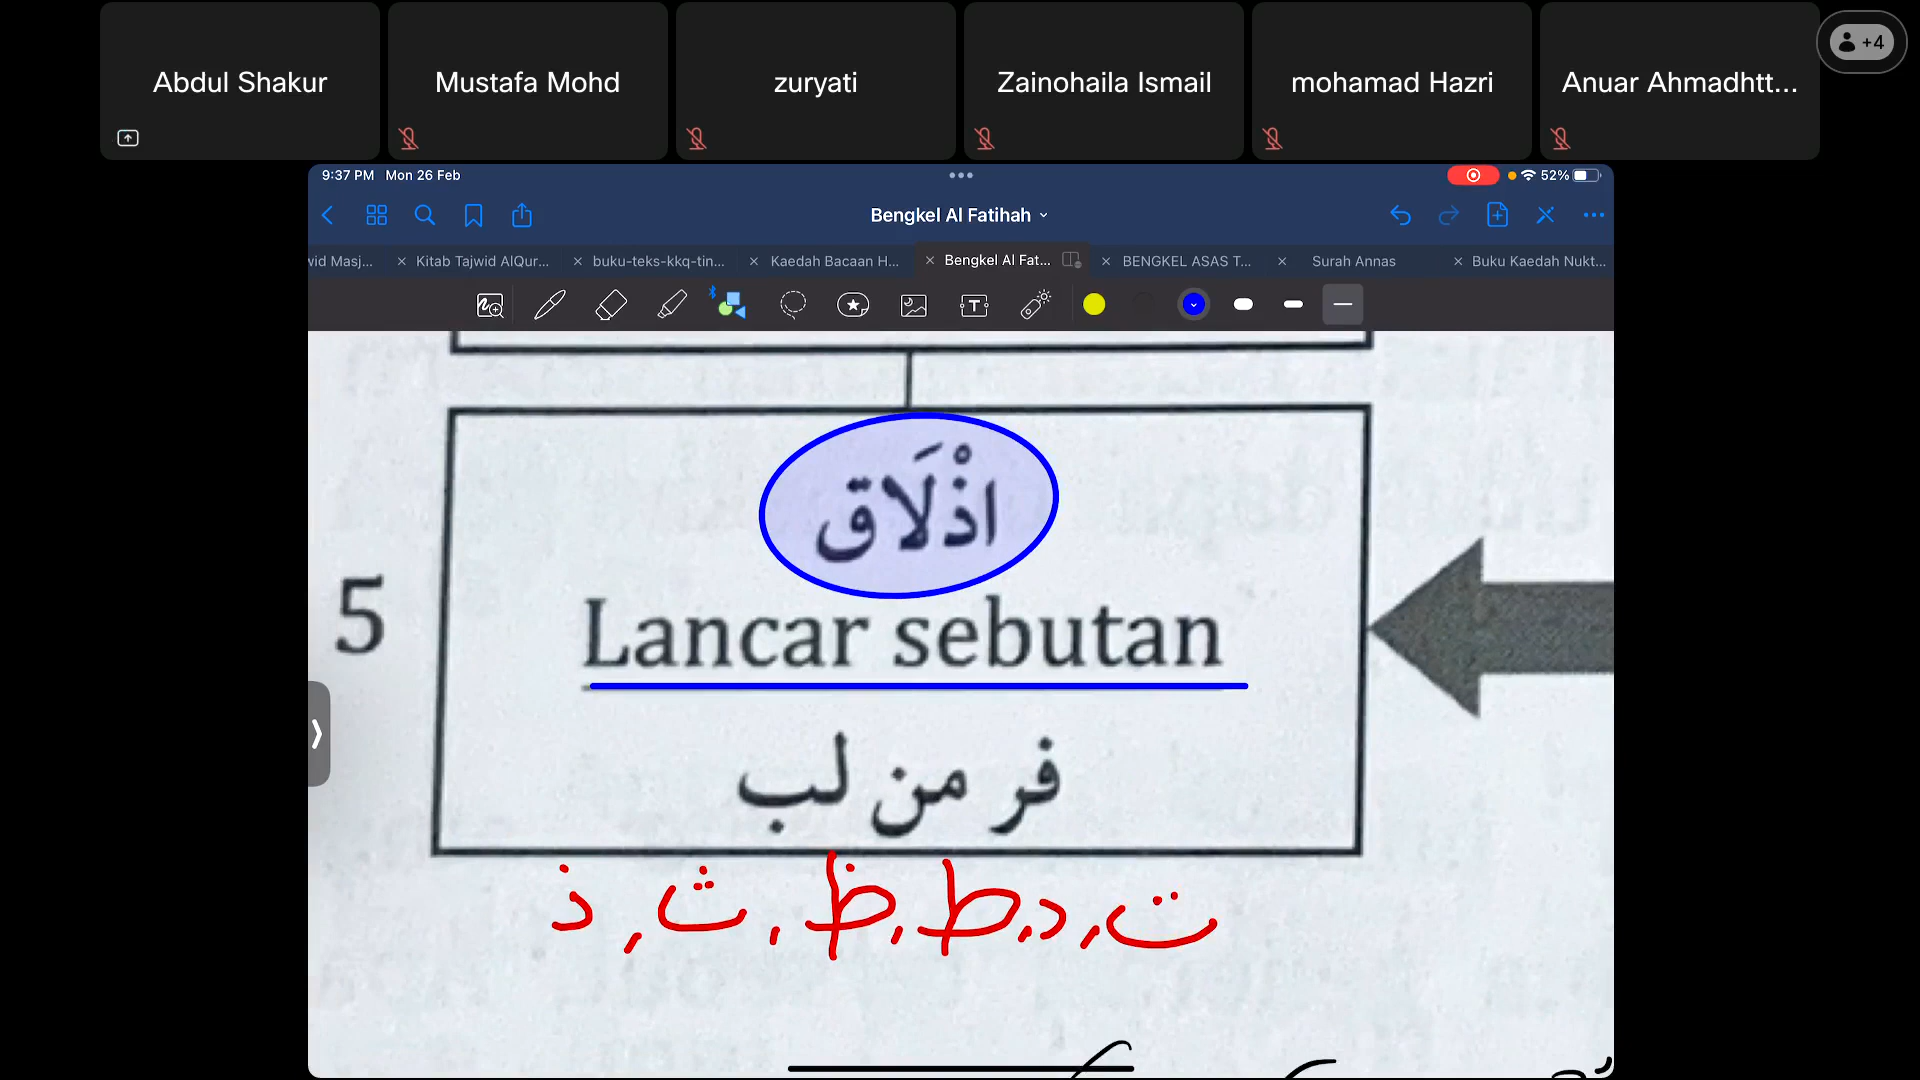 Abdul Shakur
Mustafa Mohd
zuryati
Zainohaila Ismail
mohamad Hazri
Anuar Ahmadhtt...
+4
9:37 PM Mon 26 Feb
52%
Bengkel Al Fatihah
wid Masj...
Kitab Tajwid AlQur...
buku-teks-kkq-tin...
Kaedah Bacaan H...
Bengkel Al Fat...
BENGKEL ASAS T...
Surah Annas
Buku Kaedah Nukt...
اذْلَاق
5
Lancar sebutan
فر من لب
ت, د, ط, ظ, ث, ذ